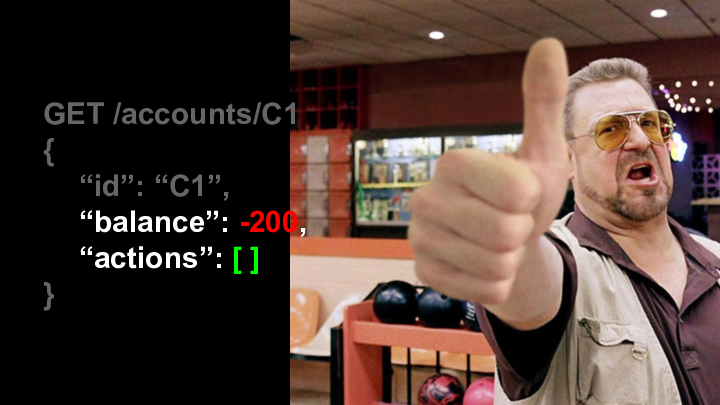 GET /accounts/C1
{
“id”: “C1”,
“balance”: -200,
“actions”: [ ]
}